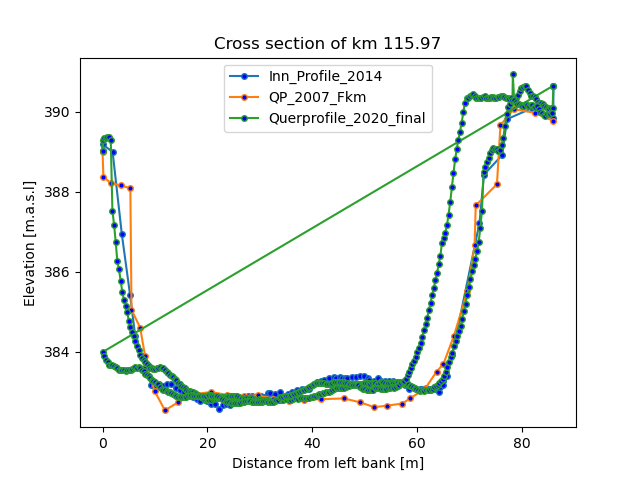 Cross section of km 115.97
Inn_Profile_2014
QP_2007_Fkm
Querprofile_2020_final
390
388
386
384
Elevation [m.a.s.l]
0
20
40
60
80
Distance from left bank [m]